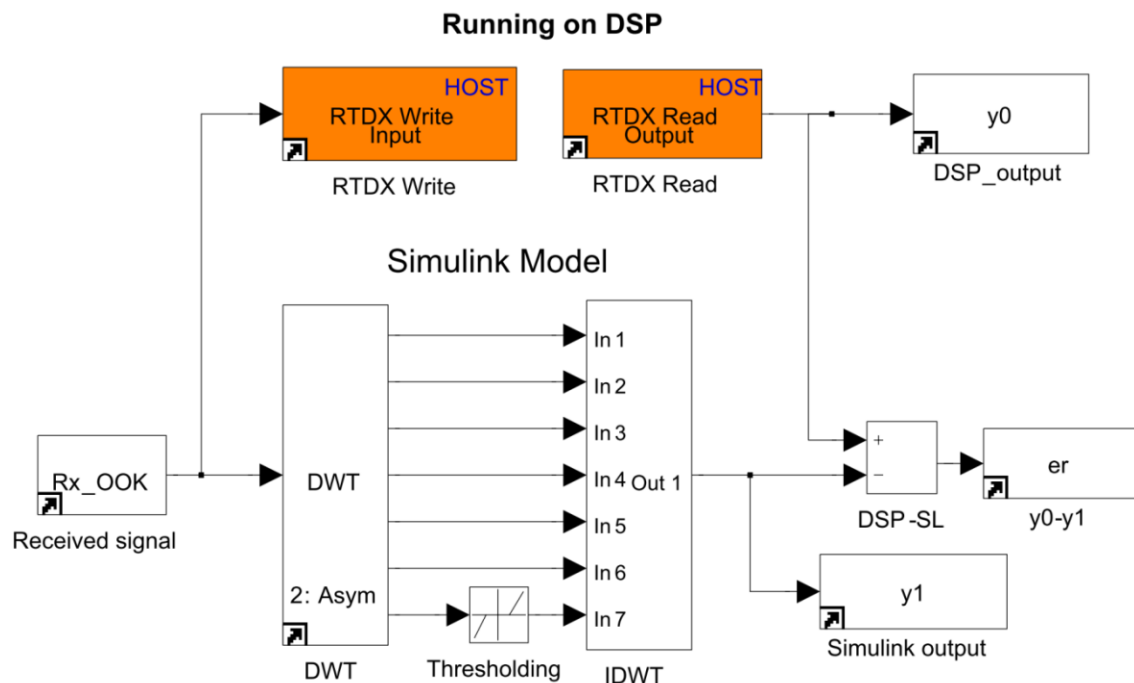 Running on DSP
HOST
RTDX Write
Input
RTDX Write
HOST
RTDX Read
Output
RTDX Read
y0
DSP_output
Simulink Model
Rx_OOK
Received signal
DWT
2: Asym
DWT
Thresholding
In 1
In 2
In 3
In 4
In 5
In 6
In 7
Out 1
IDWT
+
−
DSP-SL
er
y0-y1
y1
Simulink output